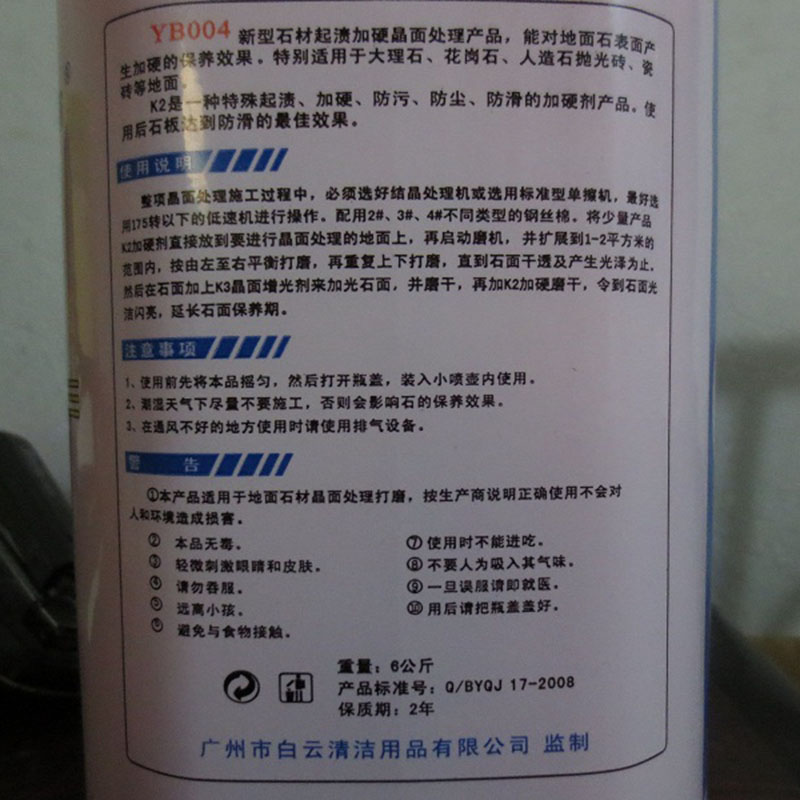 YB004 新型石材起渍加硬晶面处理产品，能对地面石表面产
生加硬的保养效果。特别适用于大理石、花岗石、人造石抛光砖、瓷
砖等地面。
K2是一种特殊起渍、加硬、防污、防尘、防滑的加硬剂产品。使
用后石板达到防滑的最佳效果。
使用说明
整项晶面处理施工过程中，必须选好结晶处理机或选用标准型单擦机，最好选
用175转以下的低速机进行操作。配用2#、3#、4#不同类型的钢丝棉。将少量产品
K2加硬剂直接放到要进行晶面处理的地面上，再启动磨机，并扩展到1-2平方米的
范围内，按由左至右平衡打磨，再重复上下打磨，直到石面干透及产生光泽为止，
然后在石面加上K3晶面增光剂来加光石面，并磨干，再加K2加硬磨干，令到石面光
洁闪亮，延长石面保养期。
注意事项
1、使用前先将本品摇匀，然后打开瓶盖，装入小喷壶内使用。
2、潮湿天气下尽量不要施工，否则会影响石的保养效果。
3、在通风不好的地方使用时请使用排气设备。
警 告
①本产品适用于地面石材晶面处理打磨，按生产商说明正确使用不会对
人和环境造成损害。
② 本品无毒。
③ 轻微刺激眼睛和皮肤。
④ 请勿吞服。
⑤ 远离小孩。
⑥ 避免与食物接触。
⑦ 使用时不能进吃。
⑧ 不要人为吸入其气味。
⑨ 一旦误服请即就医。
⑩ 用后请把瓶盖盖好。
重量：6公斤
产品标准号：Q/BYQJ 17-2008
保质期：2年
广州市白云清洁用品有限公司 监制